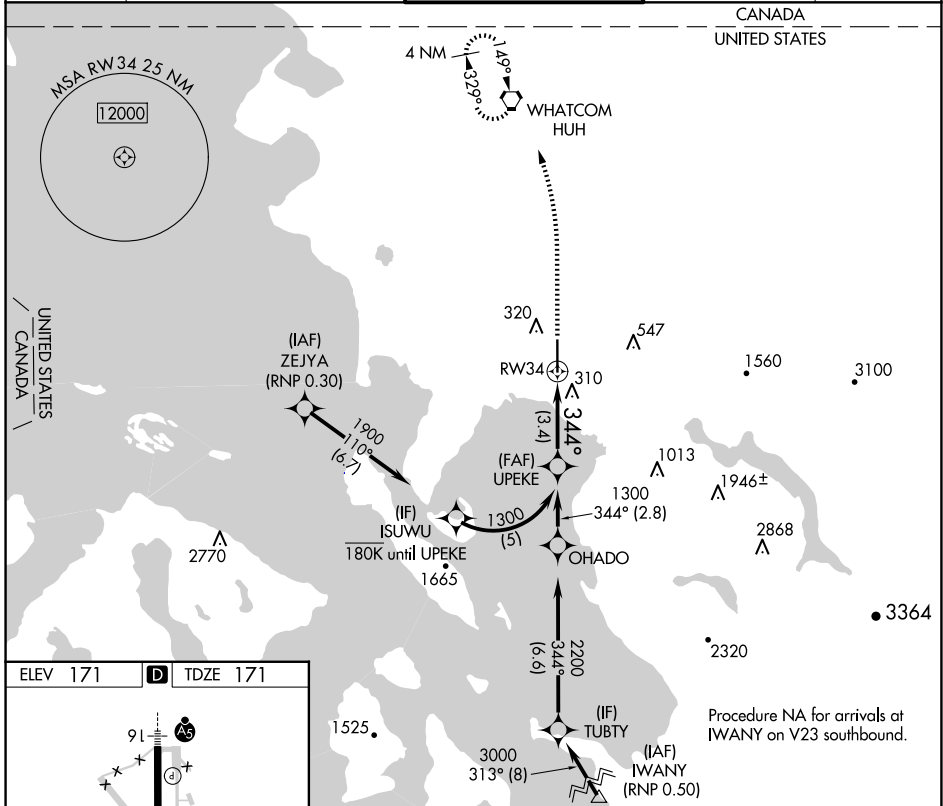 CANADA
UNITED STATES
MSA RW34 25 NM
12000
4 NM
149°
329°
WHATCOM
HUH
UNITED STATES
CANADA
320
547
(IAF)
ZEJYA
(RNP 0.30)
RW34
310
1560
3100
1900
110°
(6.7)
344°
(3.4)
(FAF)
UPEKE
1013
1946±
(IF)
ISUWU
180K until UPEKE
1300
(5)
1300
344° (2.8)
2868
2770
1665
OHADO
3364
2200
344°
(6.6)
2320
ELEV 171
D
TDZE 171
16
A5
P
1525
(IF)
TUBTY
3000
313° (8)
(IAF)
IWANY
(RNP 0.50)
Procedure NA for arrivals at
IWANY on V23 southbound.